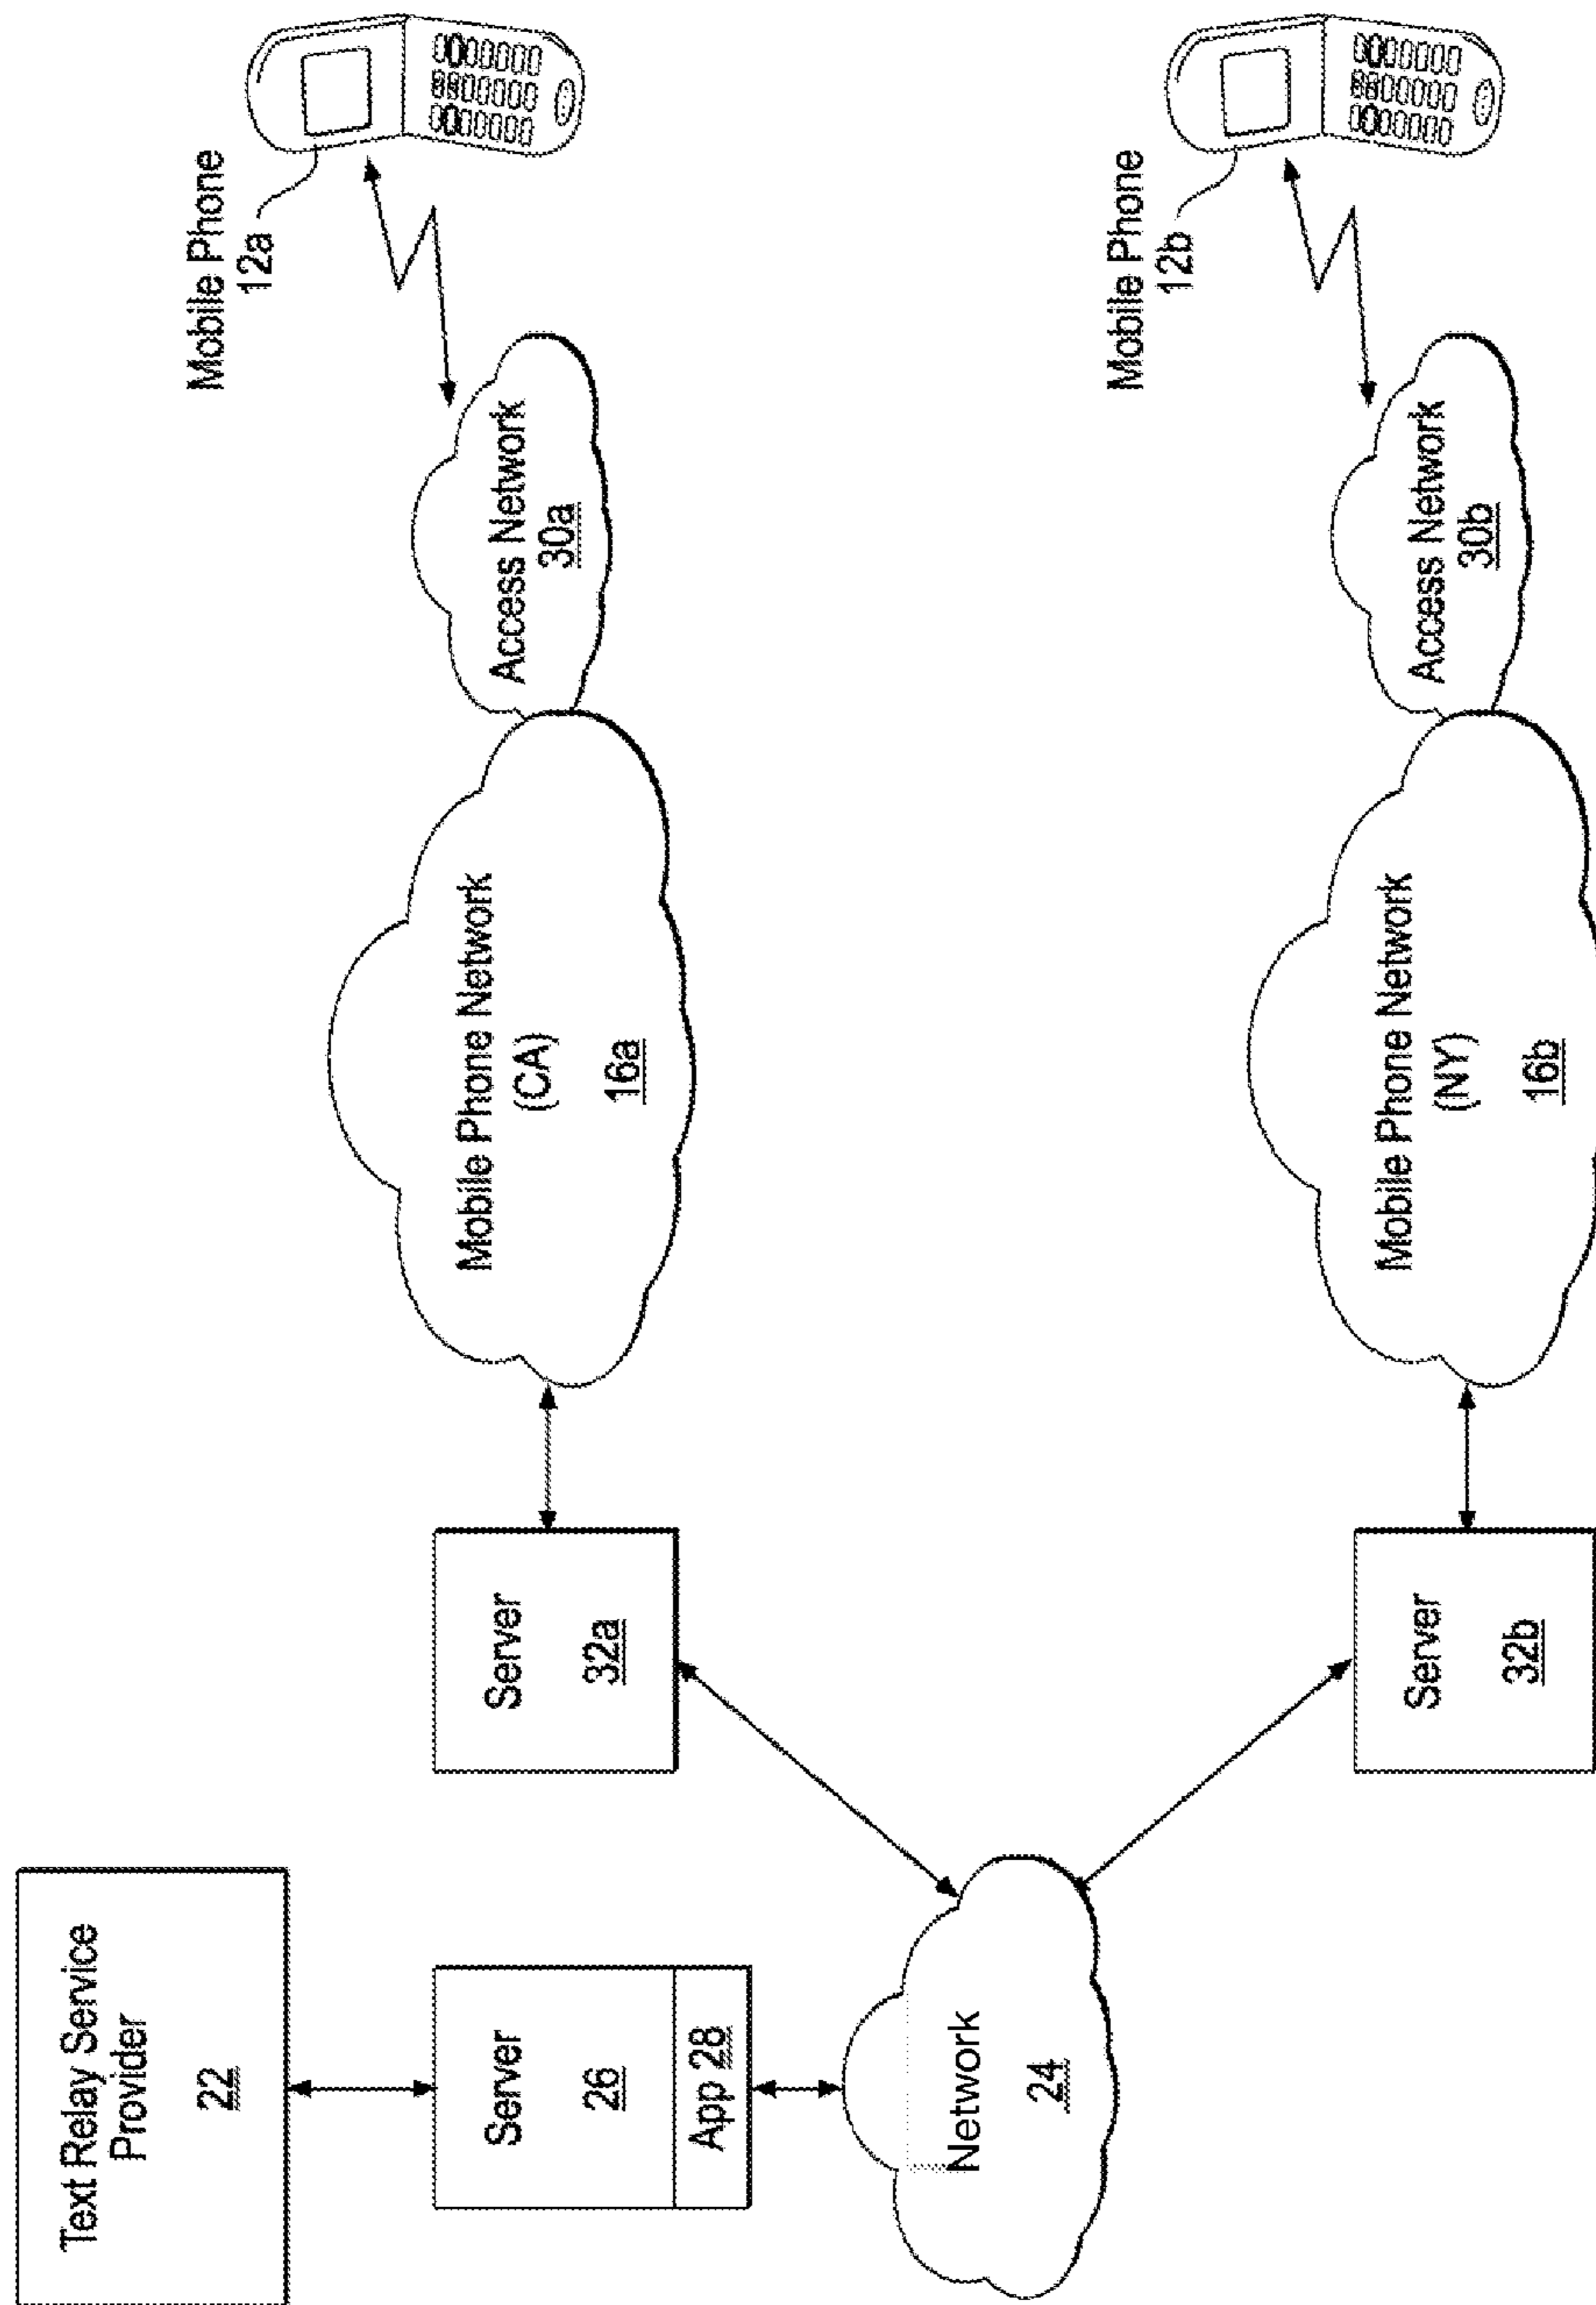 Text Relay Service
Provider
22
Server
26
App 28
Network
24
Server
32a
Mobile Phone Network
(CA)
16a
Access Network
30a
Mobile Phone
12a
Server
32b
Mobile Phone Network
(NY)
16b
Access Network
30b
Mobile Phone
12b